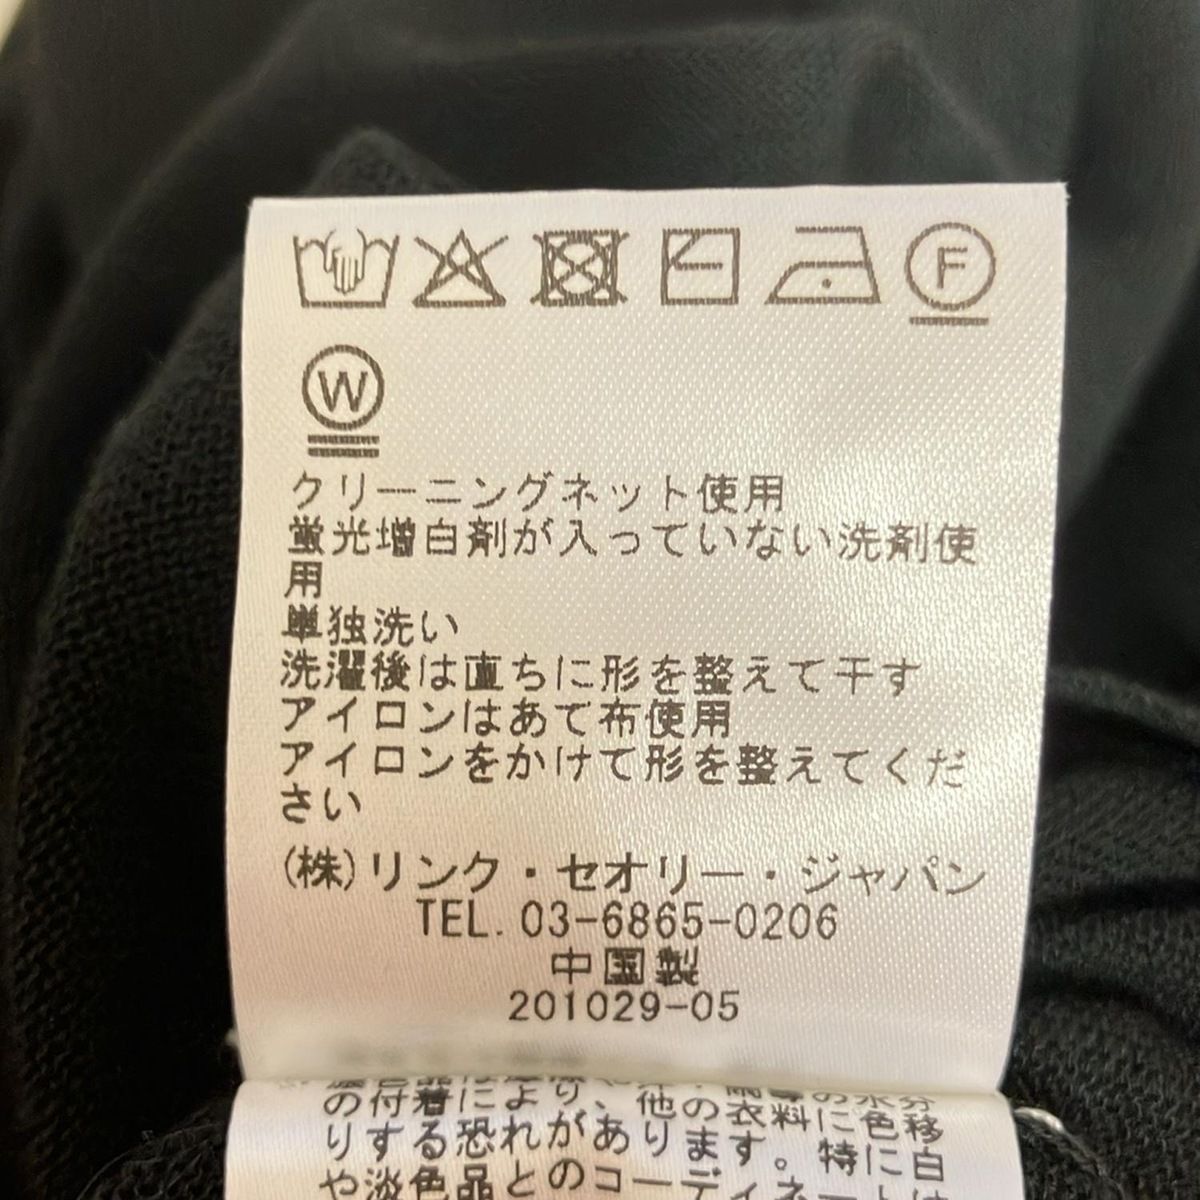 F
W
クリーニングネット使用
蛍光増白剤が入っていない洗剤使
用
単独洗い
洗濯後は直ちに形を整えて干す
アイロンはあて布使用
アイロンをかけて形を整えてくだ
さい
(株)リンク・セオリー・ジャパン
TEL. 03-6865-0206
中国製
201029-05
の付着により、他の衣料に特に移
りする恐れがあります。特に白
や淡色品とのコーディネートは